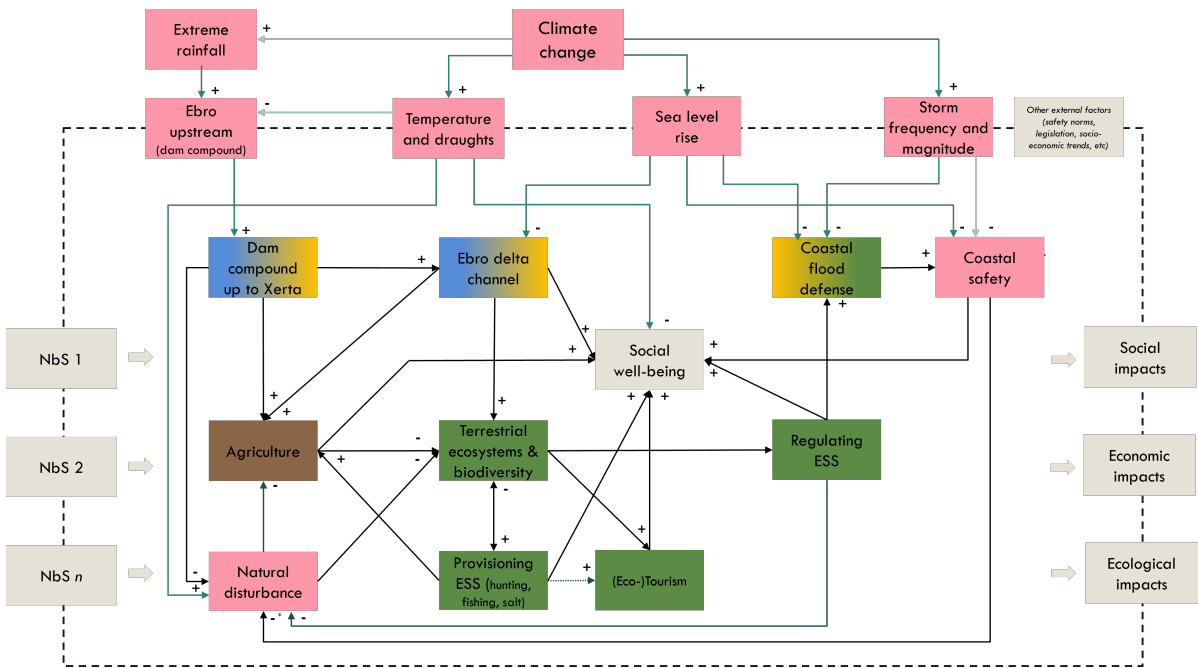 Extreme
rainfall
+
Climate
change
+
+
+
+
Ebro
upstream
(dam compound)
-
Temperature
and draughts
Sea level
rise
Storm
frequency and
magnitude
Other external factors
(safety norms,
legislation, socio-
economic trends, etc)
+
-
-
-
-
-
Dam
compound
up to Xerta
+
Ebro delta
channel
Coastal
flood
defense
+
Coastal
safety
+
-
+
+
NbS 1
Social
well-being
+
+
Social
impacts
+
+
+
+
+
Agriculture
+
-
-
Terrestrial
ecosystems &
biodiversity
Regulating
ESS
NbS 2
Economic
impacts
-
-
+
+
NbS n
-
+
Natural
disturbance
Provisioning
ESS (hunting,
fishing, salt)
+
(Eco-)Tourism
Ecological
impacts
-*
-